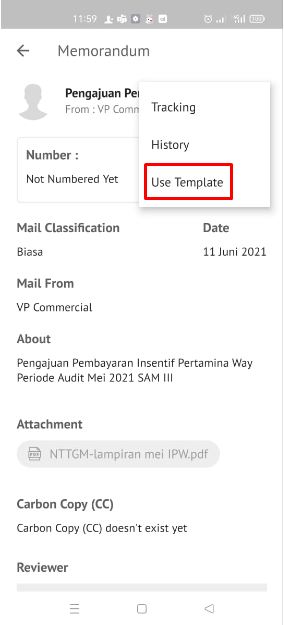 11:59
100
Memorandum
Pengajuan Pe
From : VP Comm
Tracking
History
Use Template
Number :
Not Numbered Yet
Mail Classification
Date
Biasa
11 Juni 2021
Mail From
VP Commercial
About
Pengajuan Pembayaran Insentif Pertamina Way
Periode Audit Mei 2021 SAM III
Attachment
NTTGM-lampiran mei IPW.pdf
Carbon Copy (CC)
Carbon Copy (CC) doesn't exist yet
Reviewer